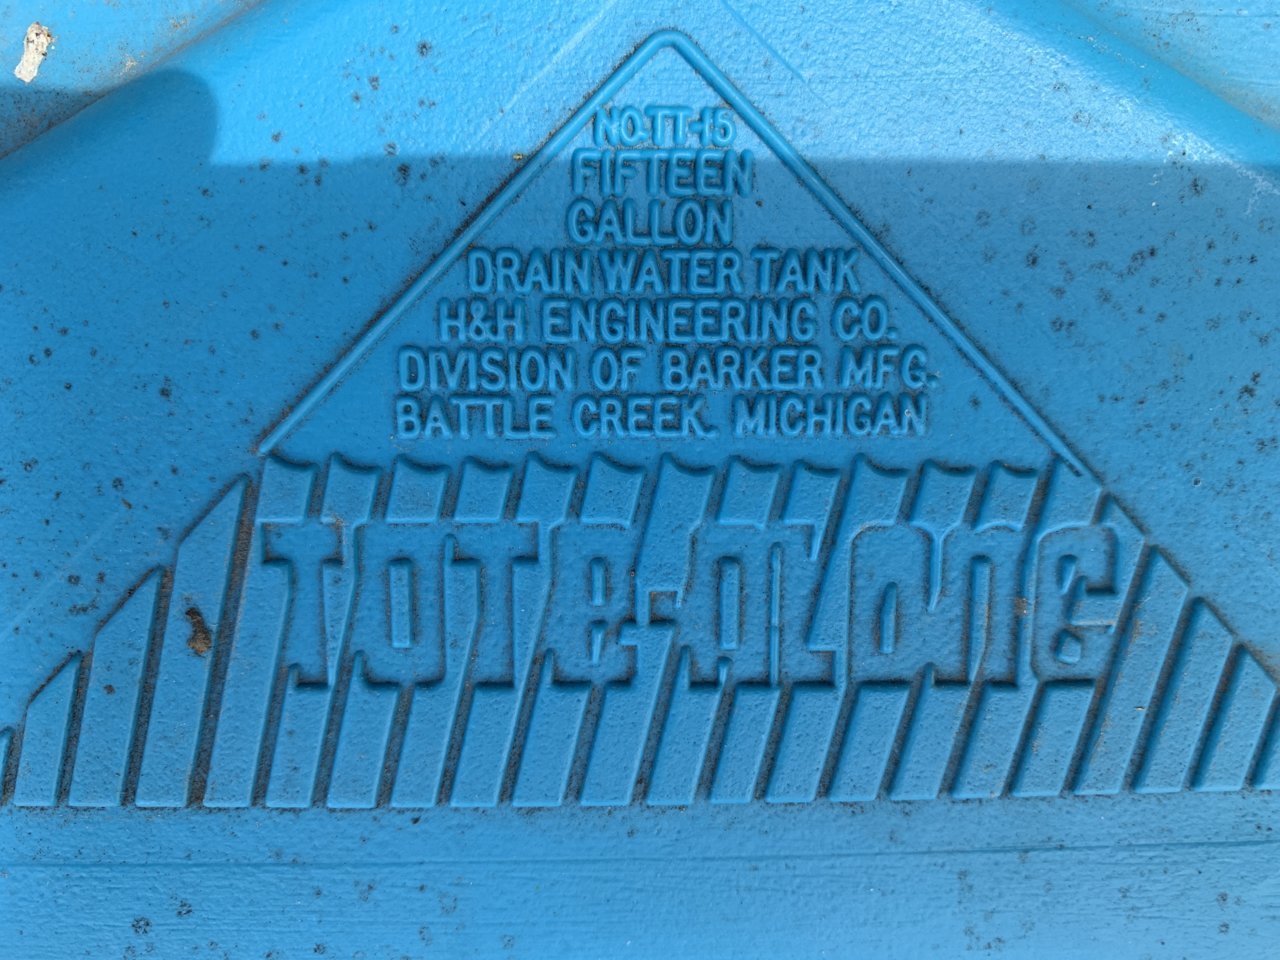 NO. TT-15
FIFTEEN
GALLON
DRAIN WATER TANK
H&H ENGINEERING CO.
DIVISION OF BARKER MFG.
BATTLE CREEK, MICHIGAN
TOTE-ALONG